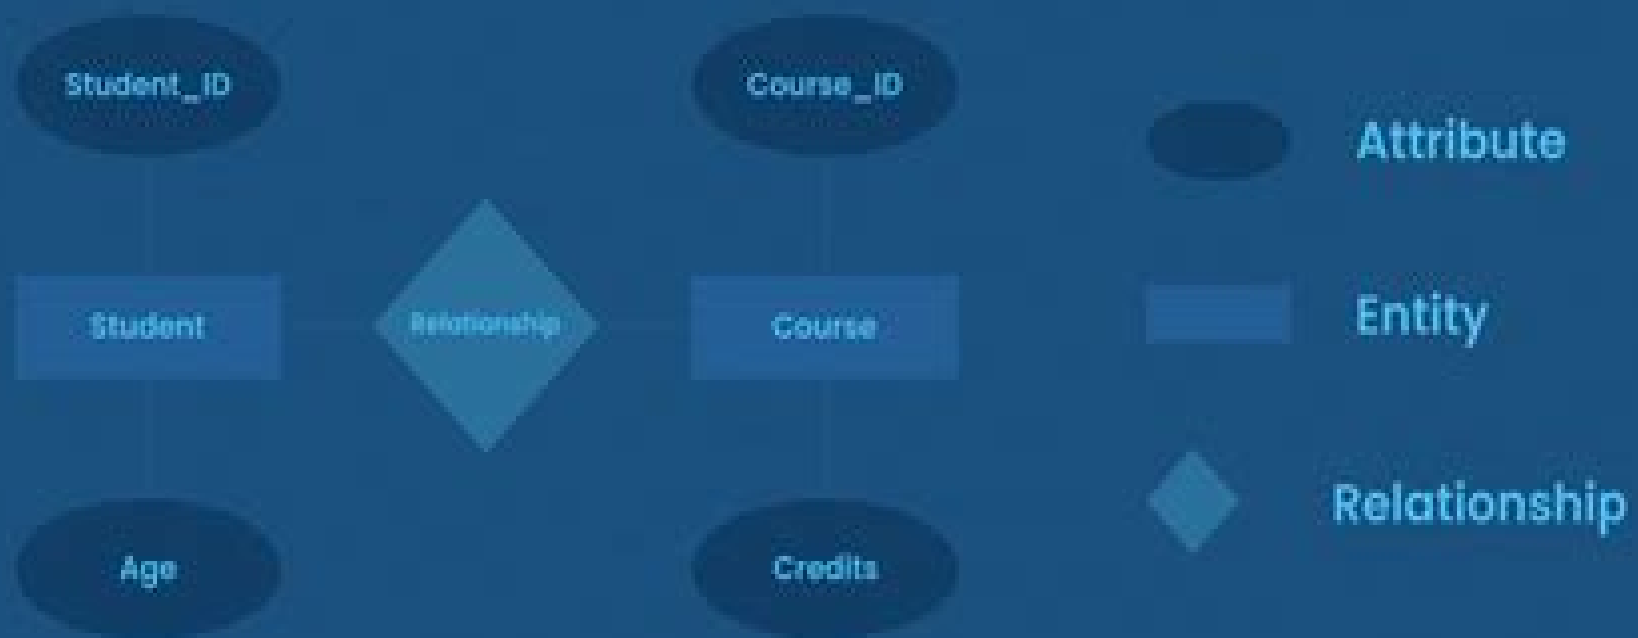 Student_ID
Course_ID
Attribute
Student
Relationship
Course
Entity
Age
Credits
Relationship